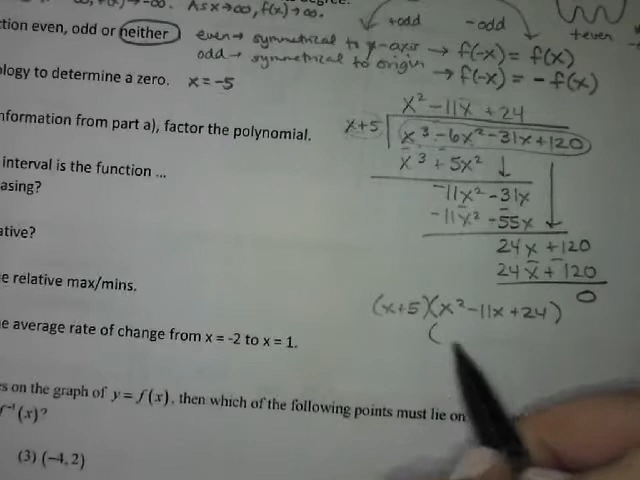 As x→∞, f(x)→∞.
+odd -odd
+even
ction even, odd or neither
even → symmetrical to y-axis → f(-x) = f(x)
odd → symmetrical to origin → f(-x) = - f(x)
ology to determine a zero. x = -5
x² - 11x + 24
nformation from part a), factor the polynomial.
x+5 x³ - 6x² - 31x + 120
x³ + 5x²
interval is the function ...
asing?
-11x² - 31x
-11x² - 55x
ative?
24x + 120
24x + 120
0
e relative max/mins.
(x+5)(x² - 11x + 24)
(
e average rate of change from x = -2 to x = 1.
es on the graph of y = f(x), then which of the following points must lie on
f⁻¹(x)?
(3) (-4, 2)